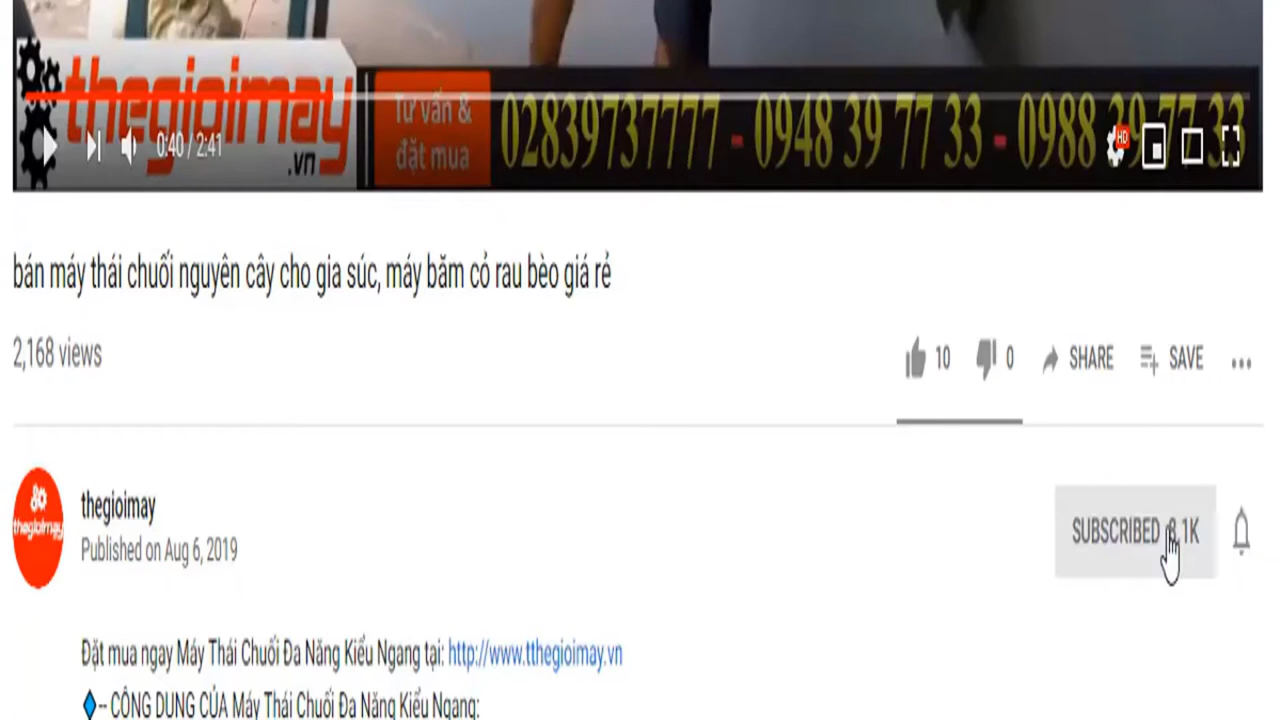 thegioimay
.vn
Tư vấn &
đặt mua
02839737777 - 0948 39 77 33 - 0988 39 77 33
0:40 / 2:41
HD
bán máy thái chuối nguyên cây cho gia súc, máy băm cỏ rau bèo giá rẻ
2,168 views
10 0 SHARE SAVE
thegioimay
thegioimay
Published on Aug 6, 2019
SUBSCRIBED
Đặt mua ngay Máy Thái Chuối Đa Năng Kiểu Ngang tại: http://www.tthegioimay.vn
-- CÔNG DỤNG CỦA Máy Thái Chuối Đa Năng Kiểu Ngang: